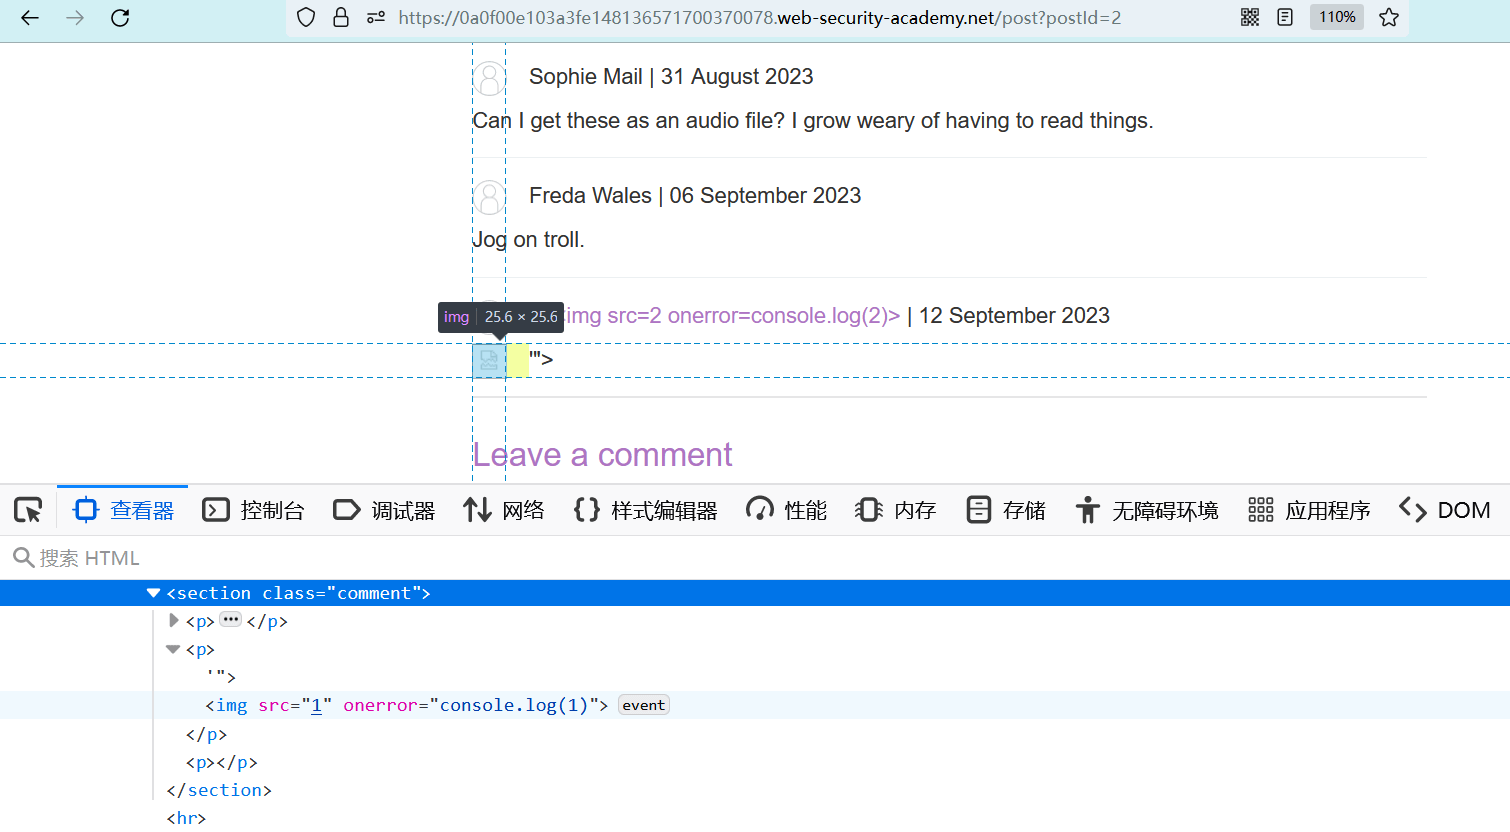 https://0a0f00e103a3fe148136571700370078.web-security-academy.net/post?postId=2
110%
Sophie Mail | 31 August 2023
Can I get these as an audio file? I grow weary of having to read things.
Freda Wales | 06 September 2023
Jog on troll.
img 25.6 × 25.6
img src=2 onerror=console.log(2)> | 12 September 2023
'">
Leave a comment
查看器 控制台 调试器 网络 样式编辑器 性能 内存 存储 无障碍环境 应用程序 DOM
搜索 HTML
<section class="comment">
<p> ••• </p>
<p>
'">
<img src="1" onerror="console.log(1)"> event
</p>
<p></p>
</section>
<hr>